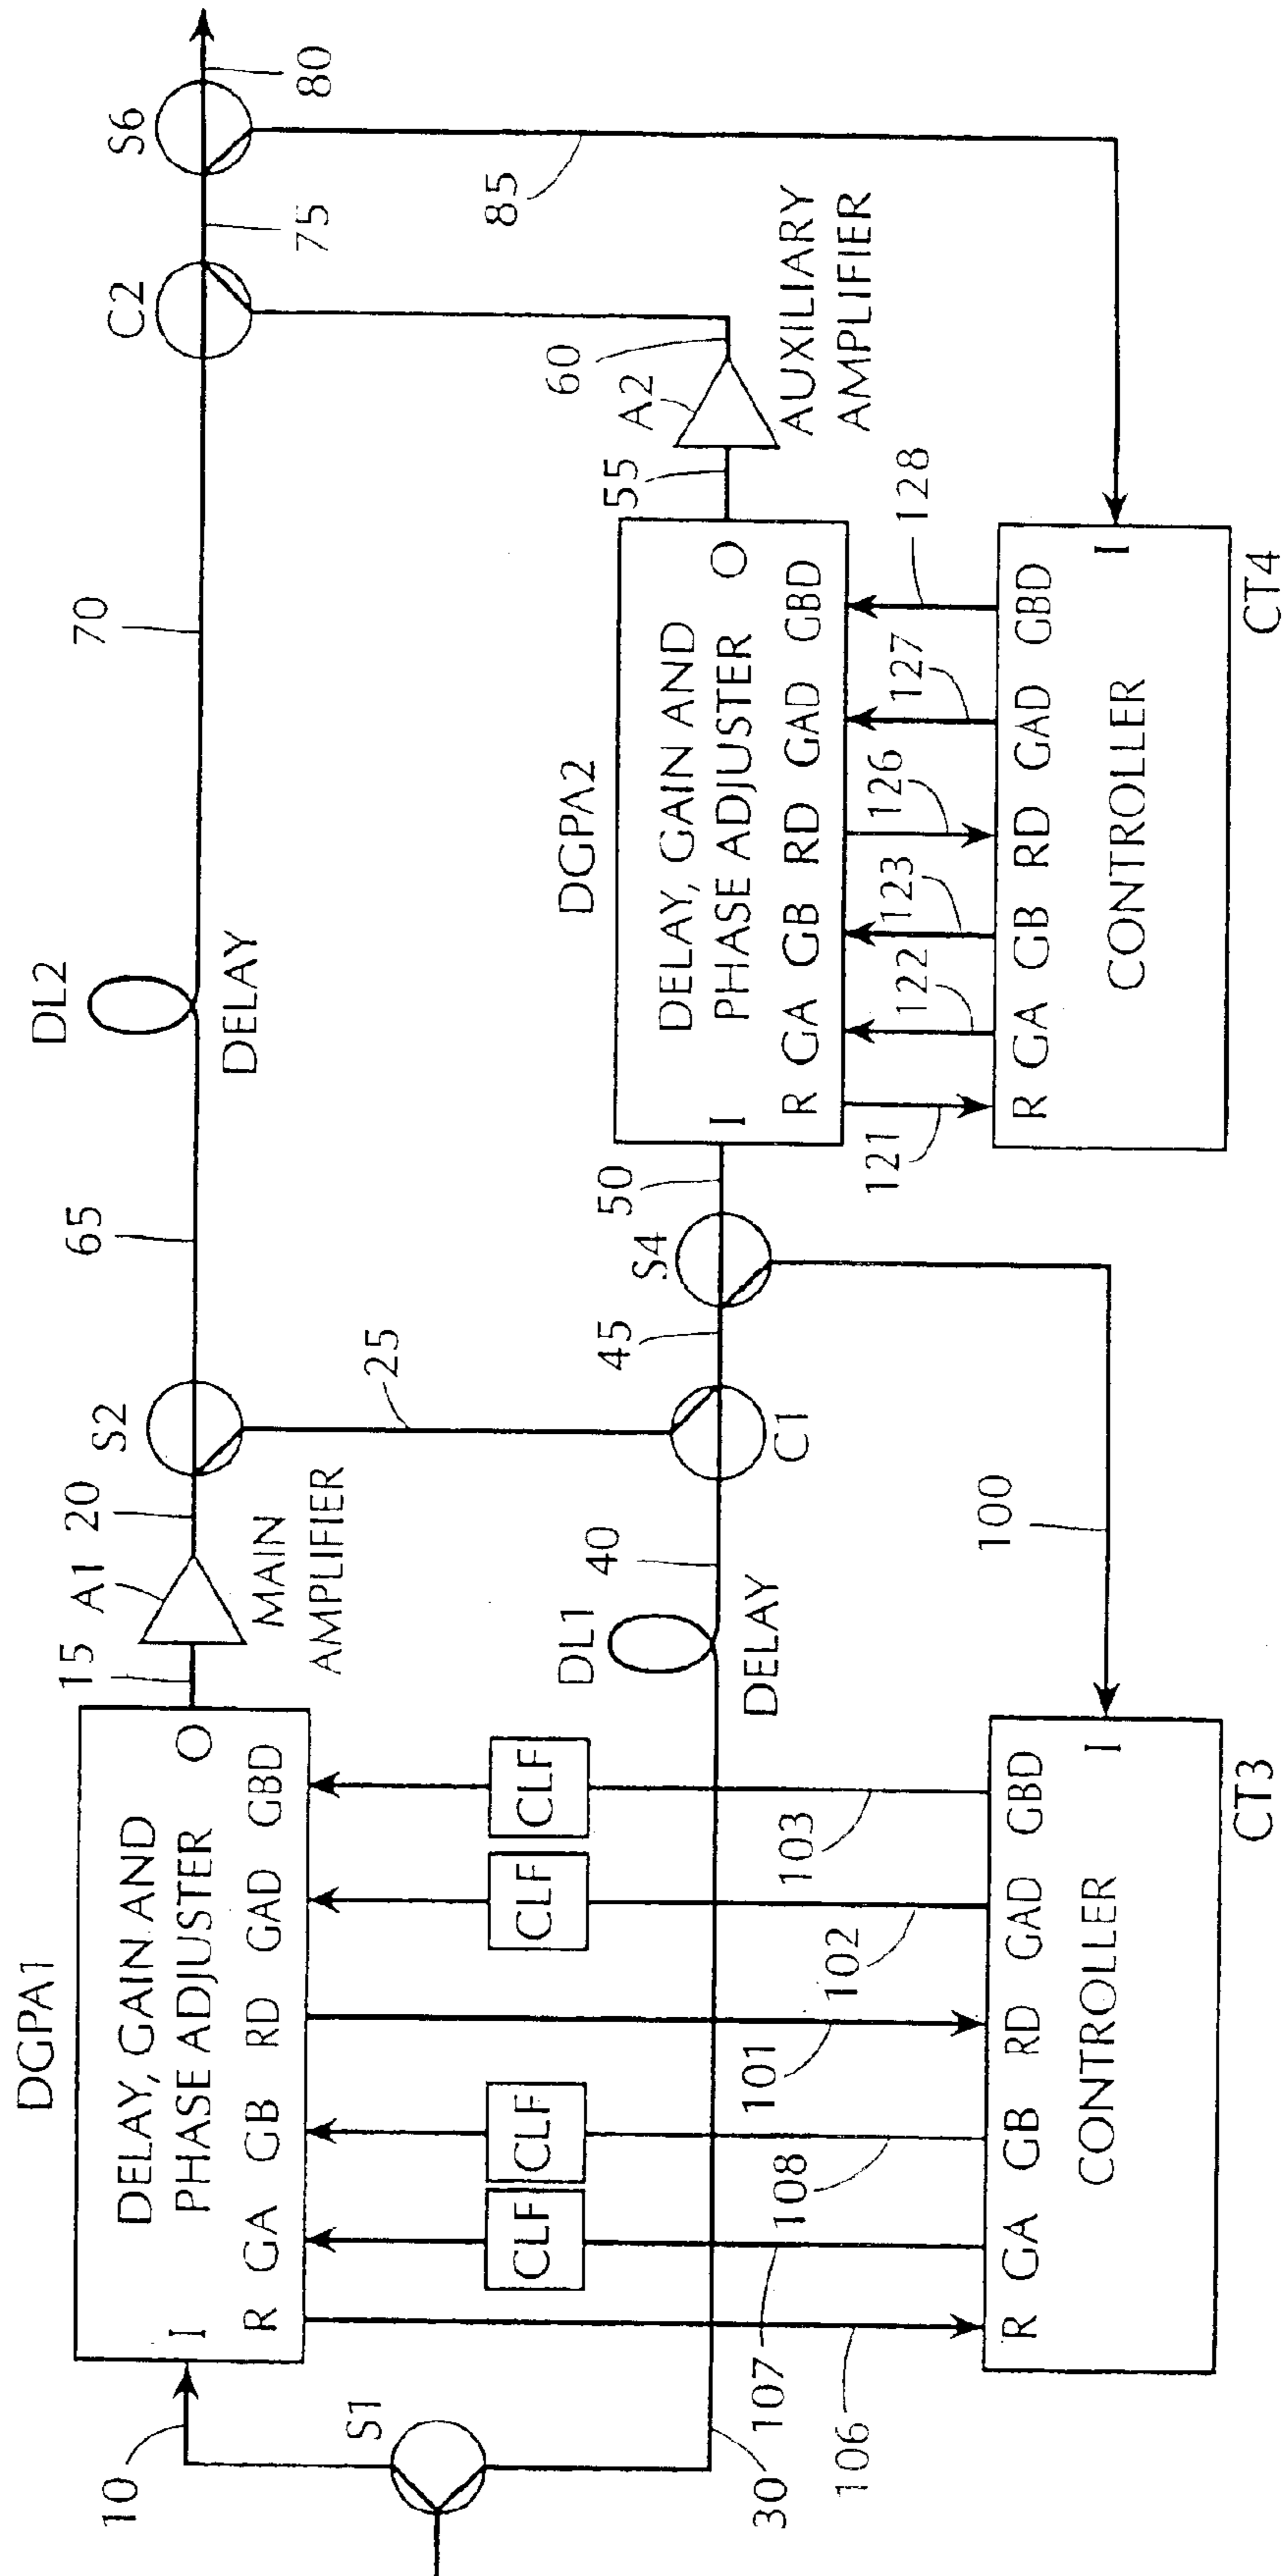 DGPA1
DELAY, GAIN AND
PHASE ADJUSTER
I
O
R GA GB RD GAD GBD
10
S1
15
A1
MAIN
AMPLIFIER
20
S2
65
DL2
DELAY
70
C2
75
S6
80
25
85
CLF
CLF
CLF
CLF
30
DL1
DELAY
40
C1
45
S4
50
DGPA2
DELAY, GAIN AND
PHASE ADJUSTER
I
O
R GA GB RD GAD GBD
55
A2
60
AUXILIARY
AMPLIFIER
106
107
108
101
102
103
100
121
122
123
126
127
128
R GA GB RD GAD GBD
I
CONTROLLER
CT3
R GA GB RD GAD GBD
I
CONTROLLER
CT4